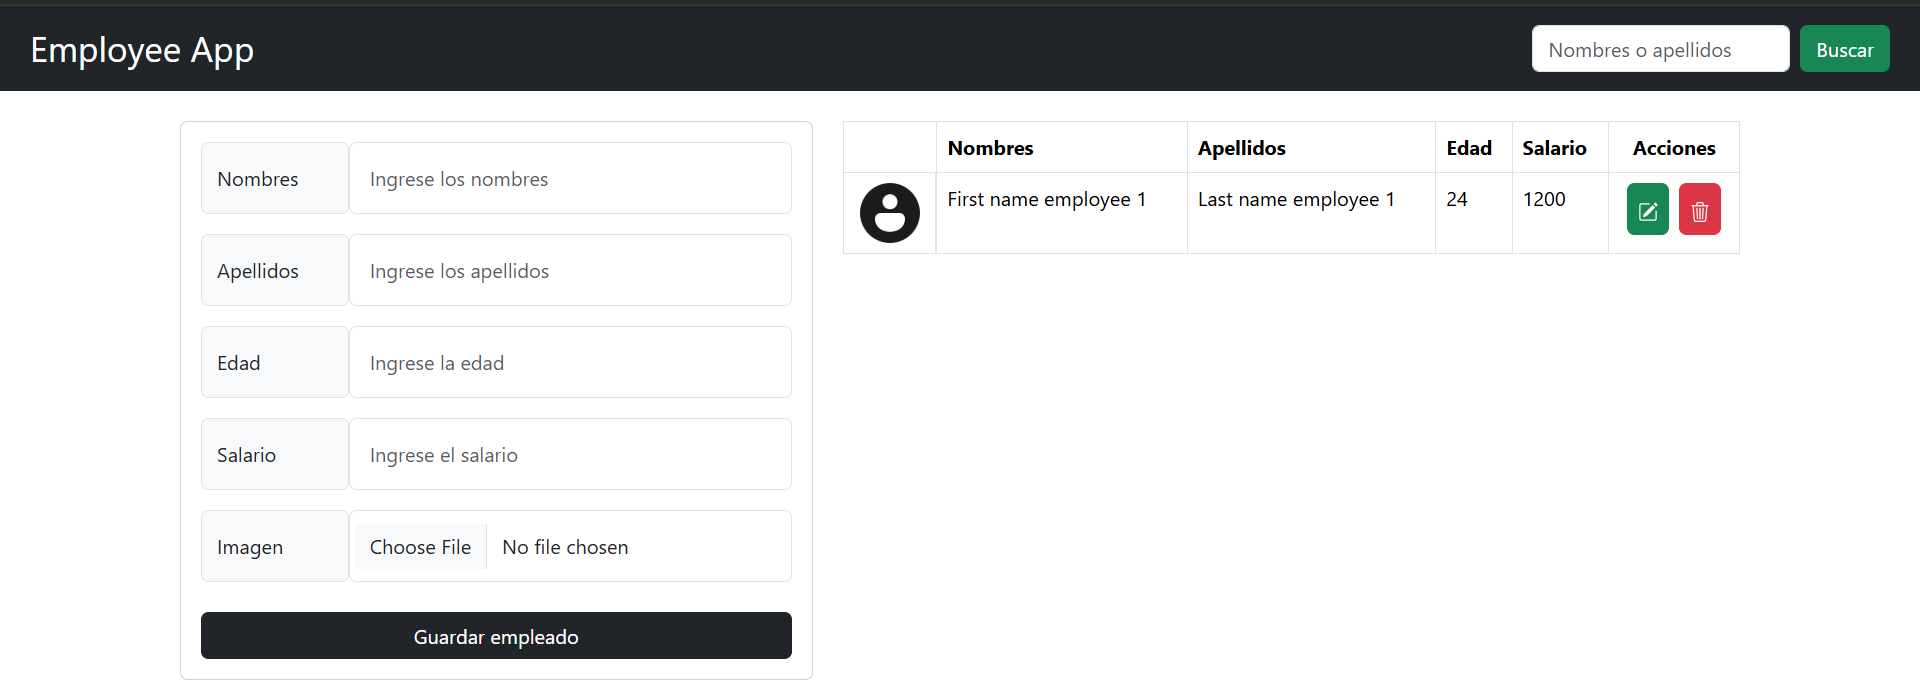 Employee App
Nombres o apellidos
Buscar
Nombres
Ingrese los nombres
Apellidos
Ingrese los apellidos
Edad
Ingrese la edad
Salario
Ingrese el salario
Imagen
Choose File No file chosen
Guardar empleado
Nombres Apellidos Edad Salario Acciones
First name employee 1 Last name employee 1 24 1200